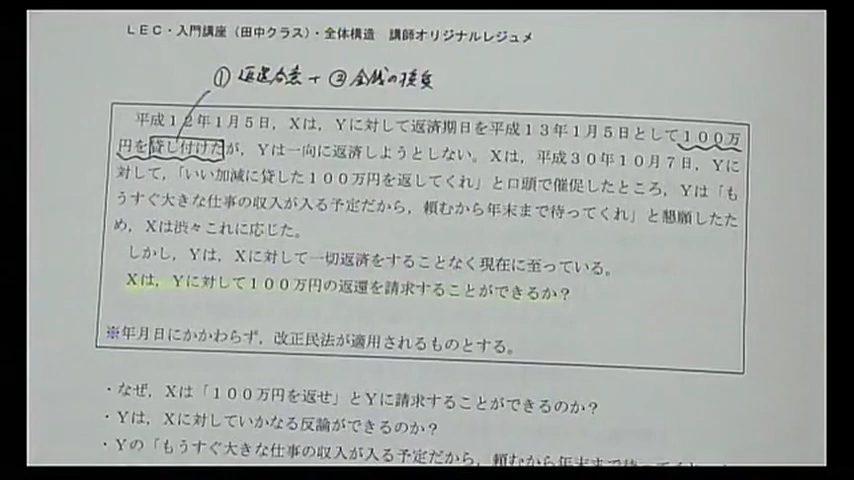 LEC・入門講座（田中クラス）・全体構造　講師オリジナルレジュメ
① 返還合意 + ② 金銭の授受
平成12年1月5日，Xは，Yに対して返済期日を平成13年1月5日として100万
円を貸し付けたが，Yは一向に返済しようとしない。Xは，平成30年10月7日，Yに
対して，「いい加減に貸した100万円を返してくれ」と口頭で催促したところ，Yは「も
うすぐ大きな仕事の収入が入る予定だから，頼むから年末まで待ってくれ」と懇願したた
め，Xは渋々これに応じた。
しかし，Yは，Xに対して一切返済をすることなく現在に至っている。
Xは，Yに対して100万円の返還を請求することができるか？
※年月日にかかわらず，改正民法が適用されるものとする。
・なぜ，Xは「100万円を返せ」とYに請求することができるのか？
・Yは，Xに対していかなる反論ができるのか？
・Yの「もうすぐ大きな仕事の収入が入る予定だから，頼むから年末まで待ってくれ